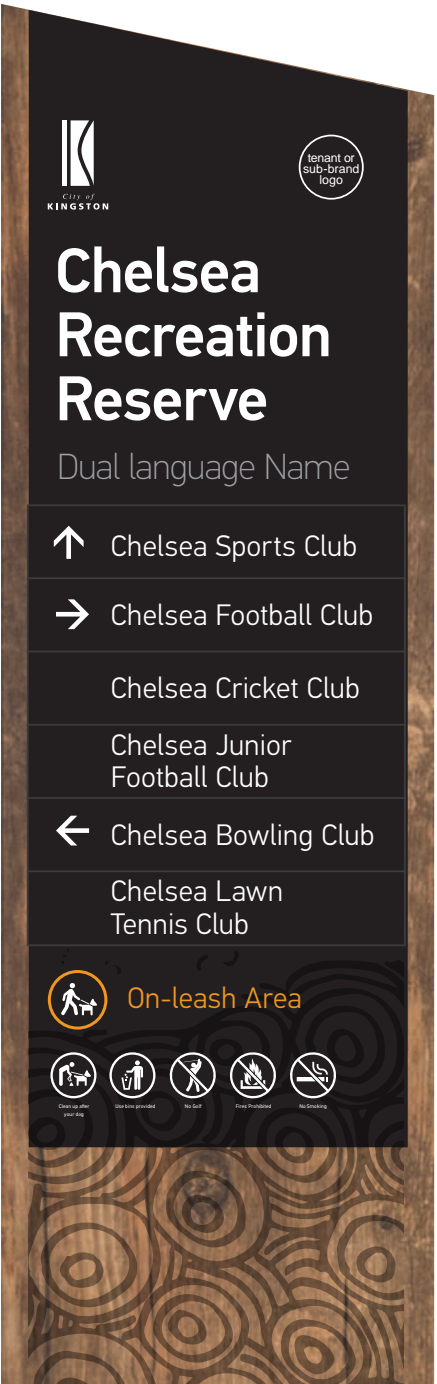 City of
KINGSTON
tenant or
sub-brand
logo
Chelsea
Recreation
Reserve
Dual language Name
Chelsea Sports Club
Chelsea Football Club
Chelsea Cricket Club
Chelsea Junior
Football Club
Chelsea Bowling Club
Chelsea Lawn
Tennis Club
On-leash Area
Clean up after
your dog
Use bins provided
No Golf
Fires Prohibited
No Smoking